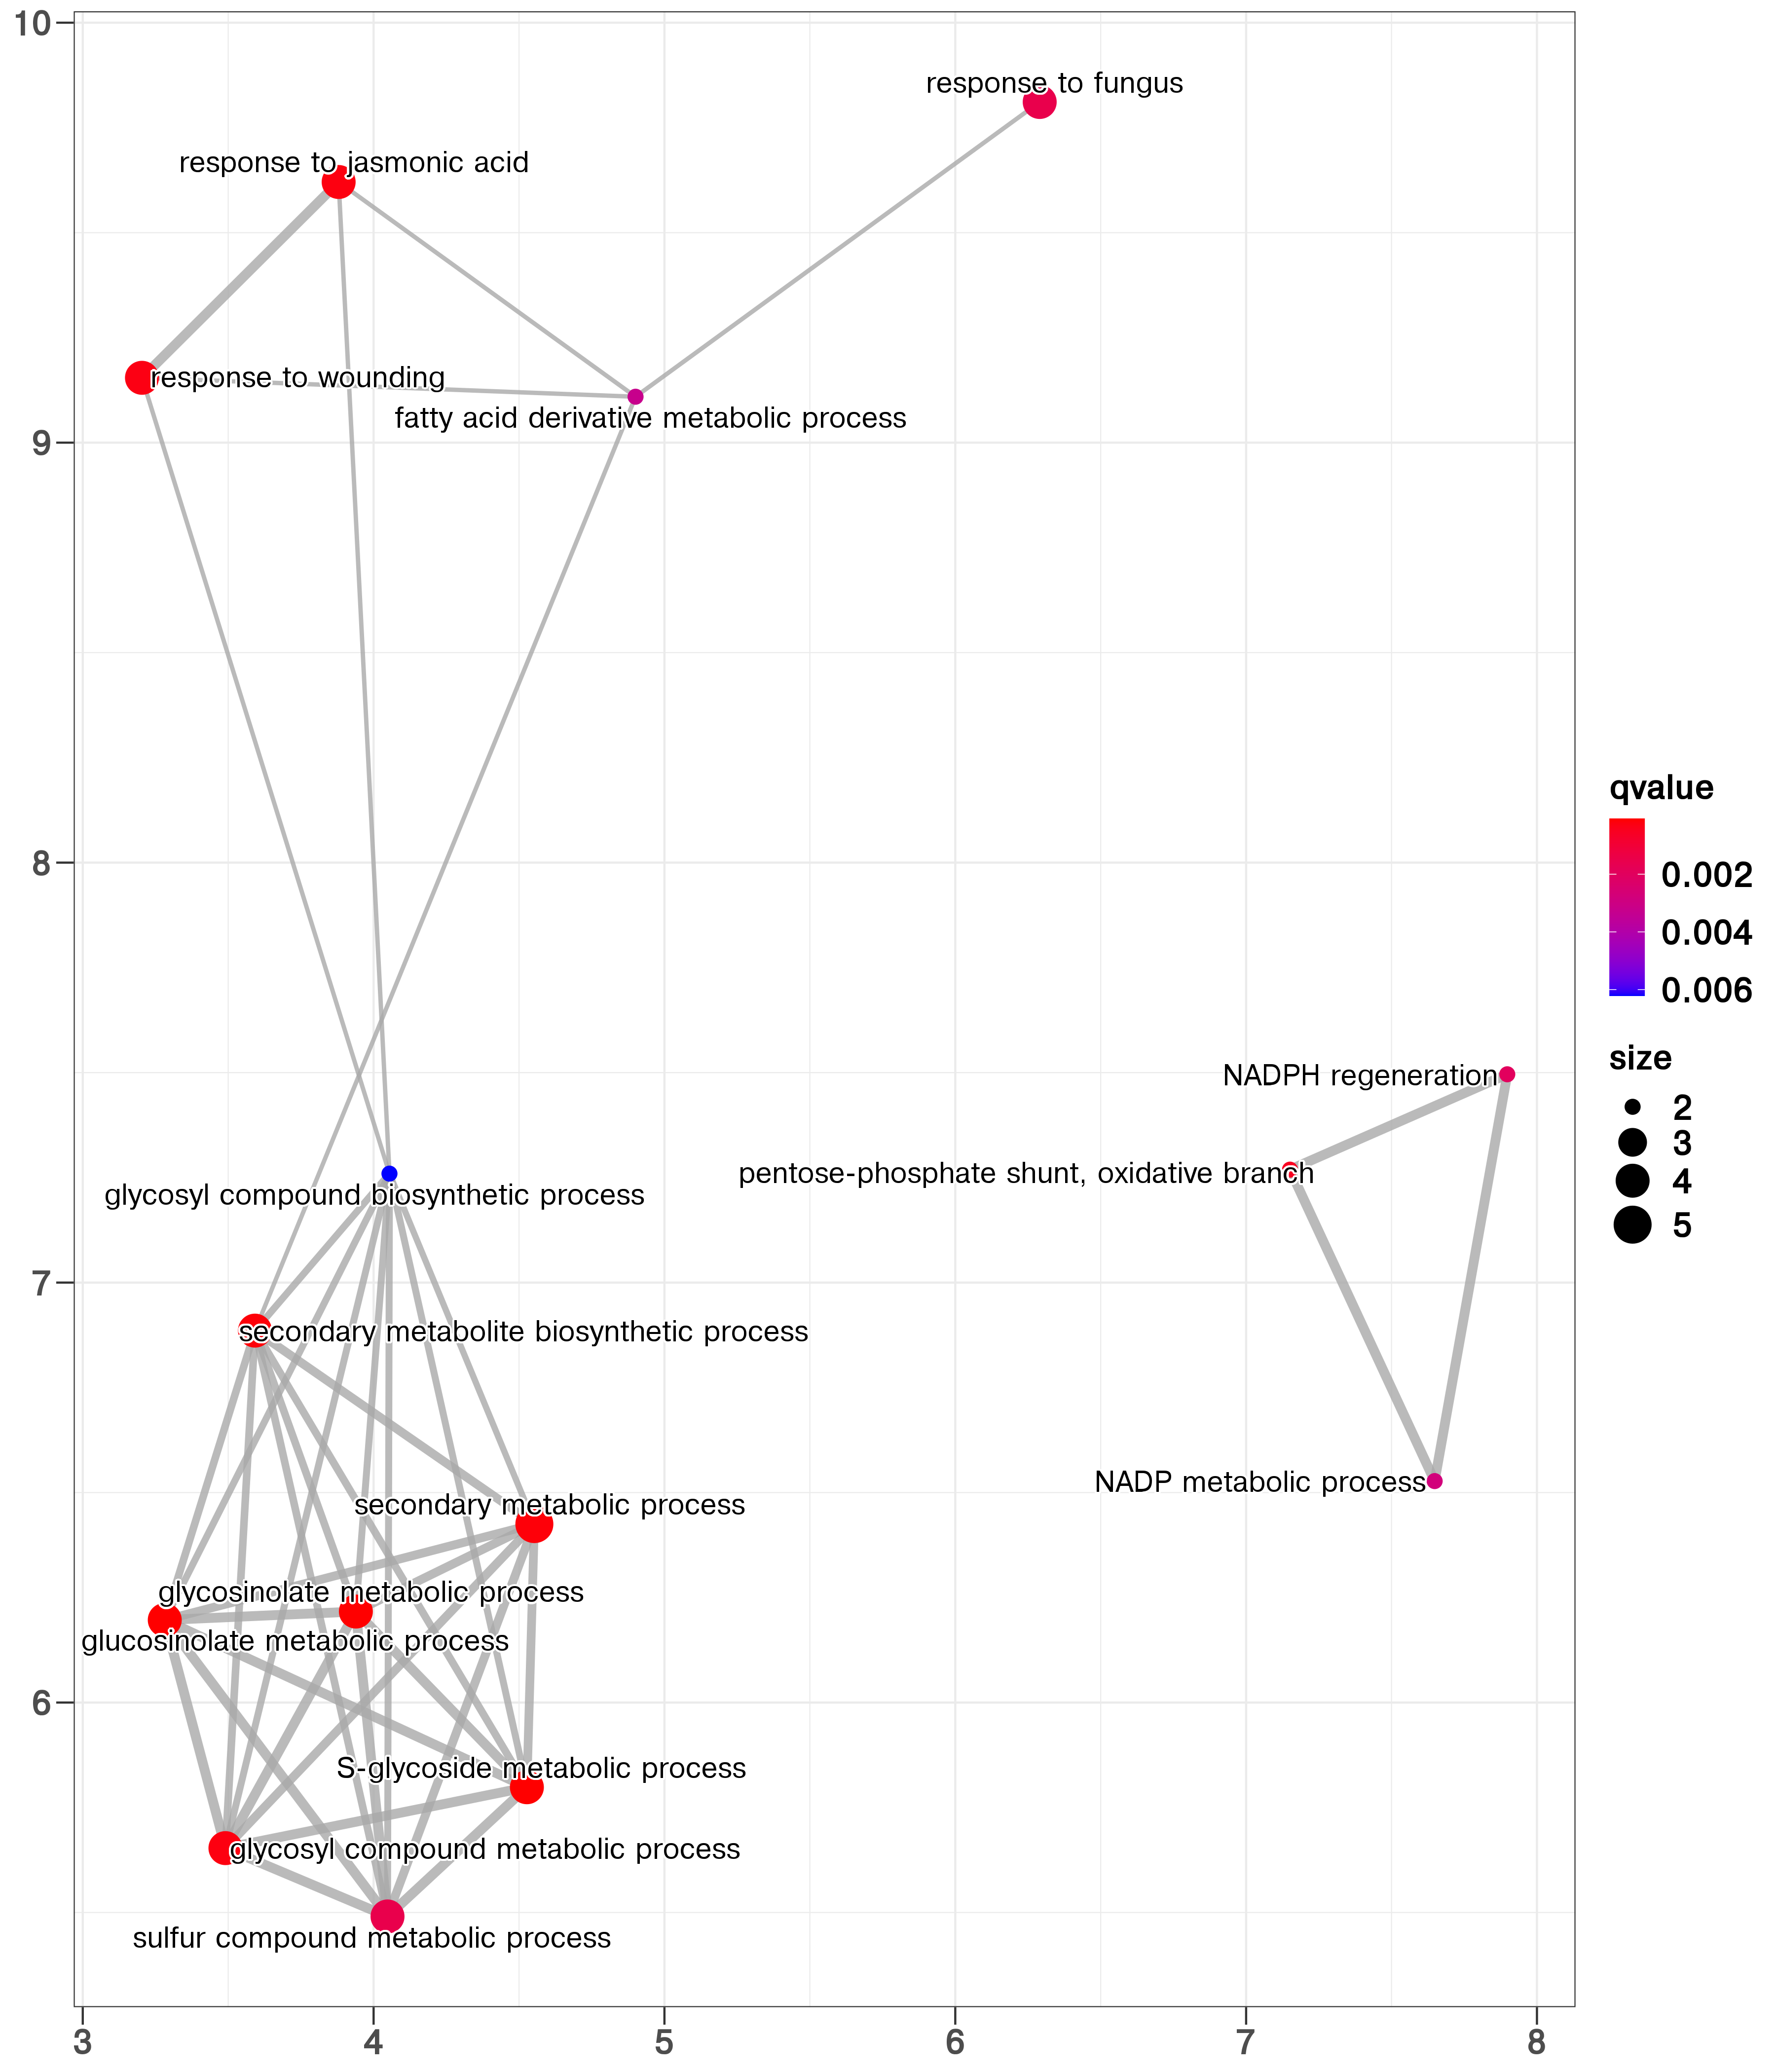 10
response to fungus
response to jasmonic acid
response to wounding
fatty acid derivative metabolic process
9
8
qvalue
0.002
0.004
0.006
size
2
3
4
5
NADPH regeneration
pentose-phosphate shunt, oxidative branch
glycosyl compound biosynthetic process
7
secondary metabolite biosynthetic process
NADP metabolic process
secondary metabolic process
glycosinolate metabolic process
glucosinolate metabolic process
6
S-glycoside metabolic process
glycosyl compound metabolic process
sulfur compound metabolic process
3 4 5 6 7 8